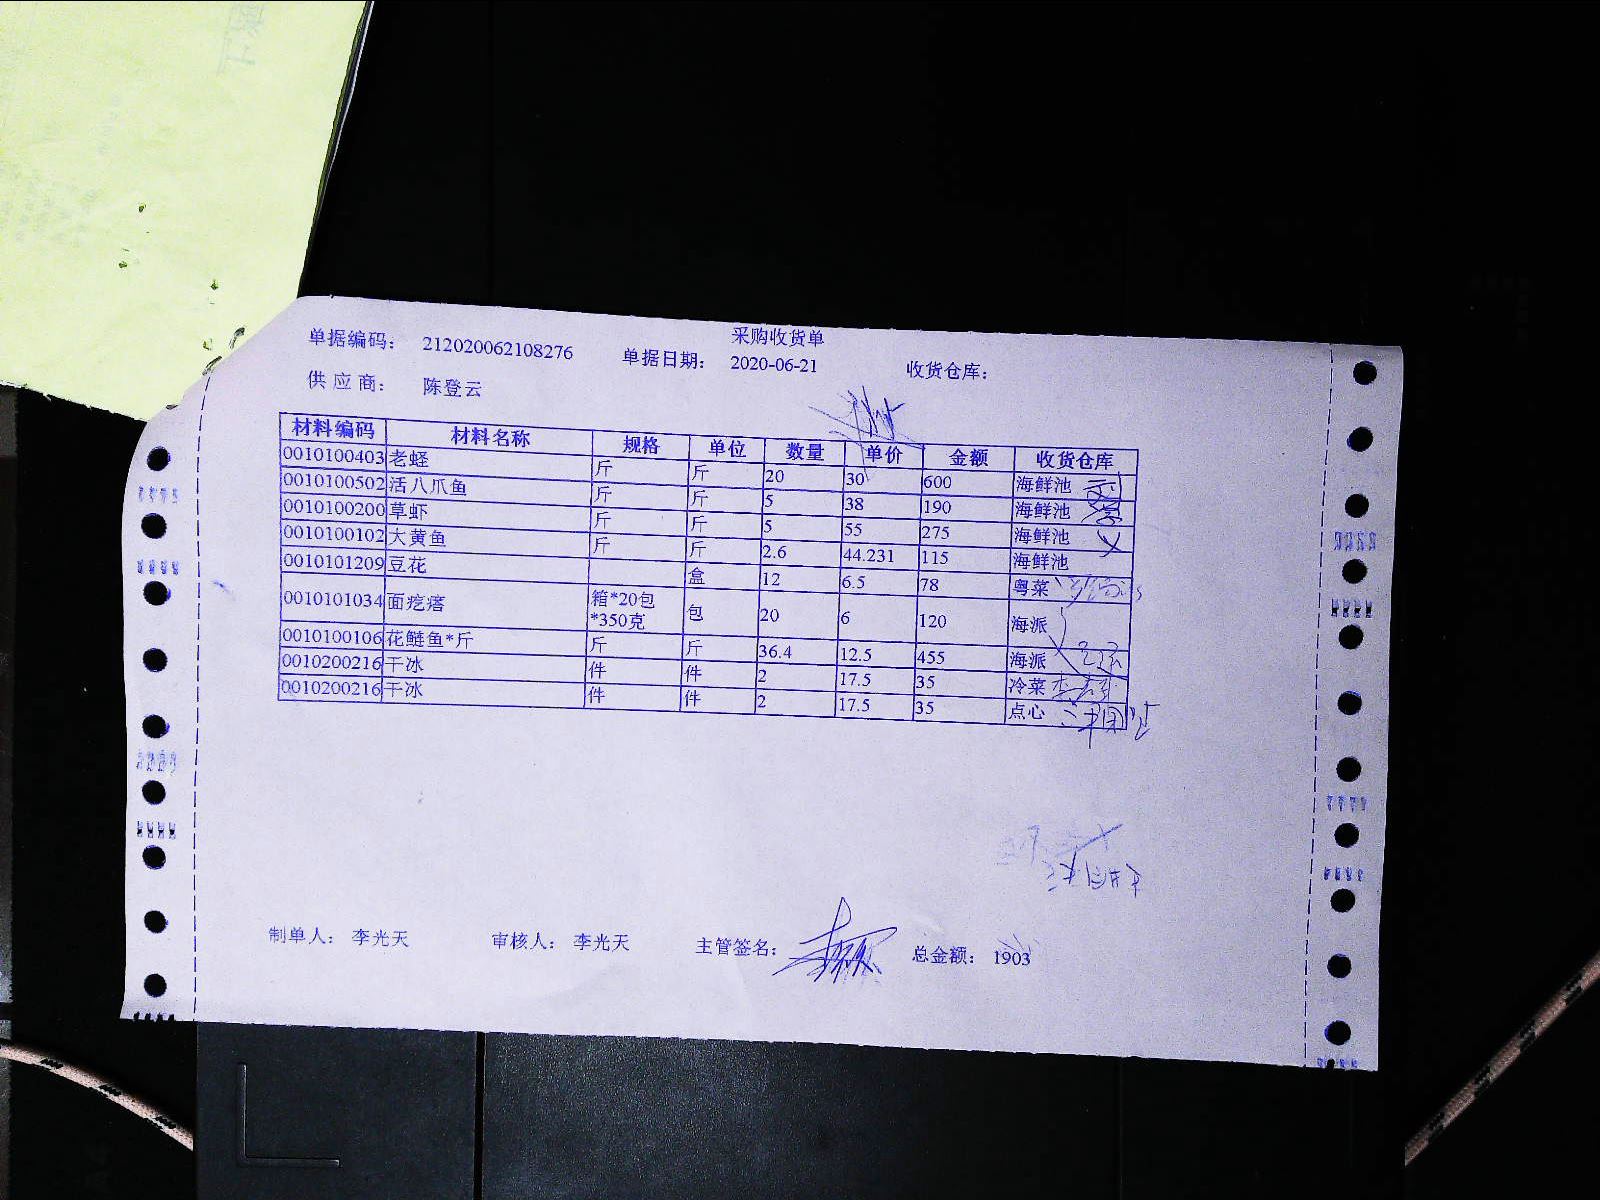 采购收货单
单据编码： 212020062108276 单据日期： 2020-06-21 收货仓库：
供应商： 陈登云
材料编码 材料名称 规格 单位 数量 单价 金额 收货仓库
0010100403 老蛏 斤 斤 20 30 600 海鲜池
0010100502 活八爪鱼 斤 斤 5 38 190 海鲜池
0010100200 草虾 斤 斤 5 55 275 海鲜池
0010100102 大黄鱼 斤 斤 2.6 44.231 115 海鲜池
0010101209 豆花 盒 12 6.5 78 粤菜
0010101034 面疙瘩 箱*20包*350克 包 20 6 120 海派
0010100106 花鲢鱼*斤 斤 斤 36.4 12.5 455 海派
0010200216 干冰 件 件 2 17.5 35 冷菜
0010200216 干冰 件 件 2 17.5 35 点心
制单人： 李光天 审核人： 李光天 主管签名： 总金额： 1903